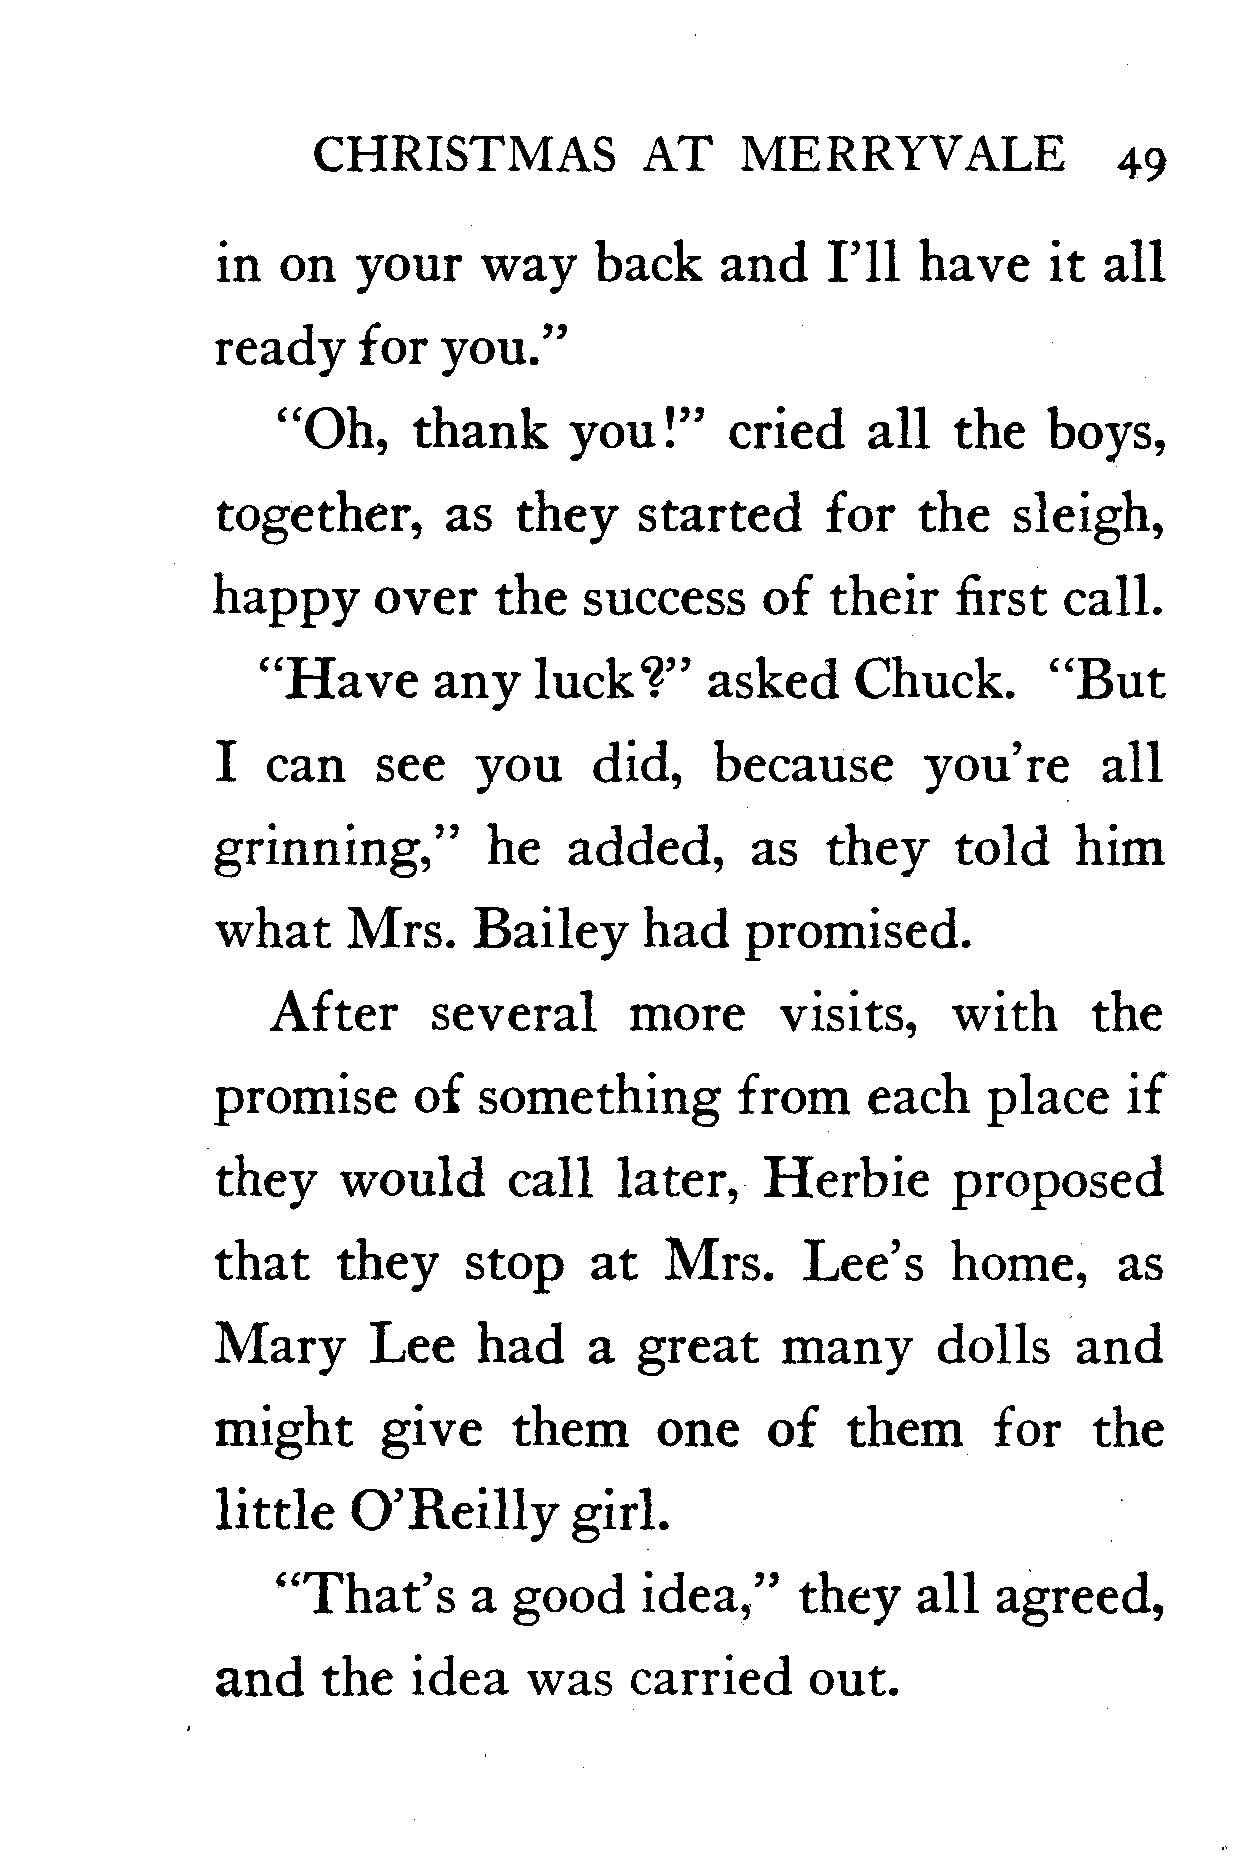 CHRISTMAS AT MERRYVALE 49
in on your way back and I’ll have it all
ready for you.”
“Oh, thank you!” cried all the boys,
together, as they started for the sleigh,
happy over the success of their first call.
“Have any luck?” asked Chuck. “But
I can see you did, because you’re all
grinning,” he added, as they told him
what Mrs. Bailey had promised.
After several more visits, with the
promise of something from each place if
they would call later, Herbie proposed
that they stop at Mrs. Lee’s home, as
Mary Lee had a great many dolls and
might give them one of them for the
little O’Reilly girl.
“That’s a good idea,” they all agreed,
and the idea was carried out.